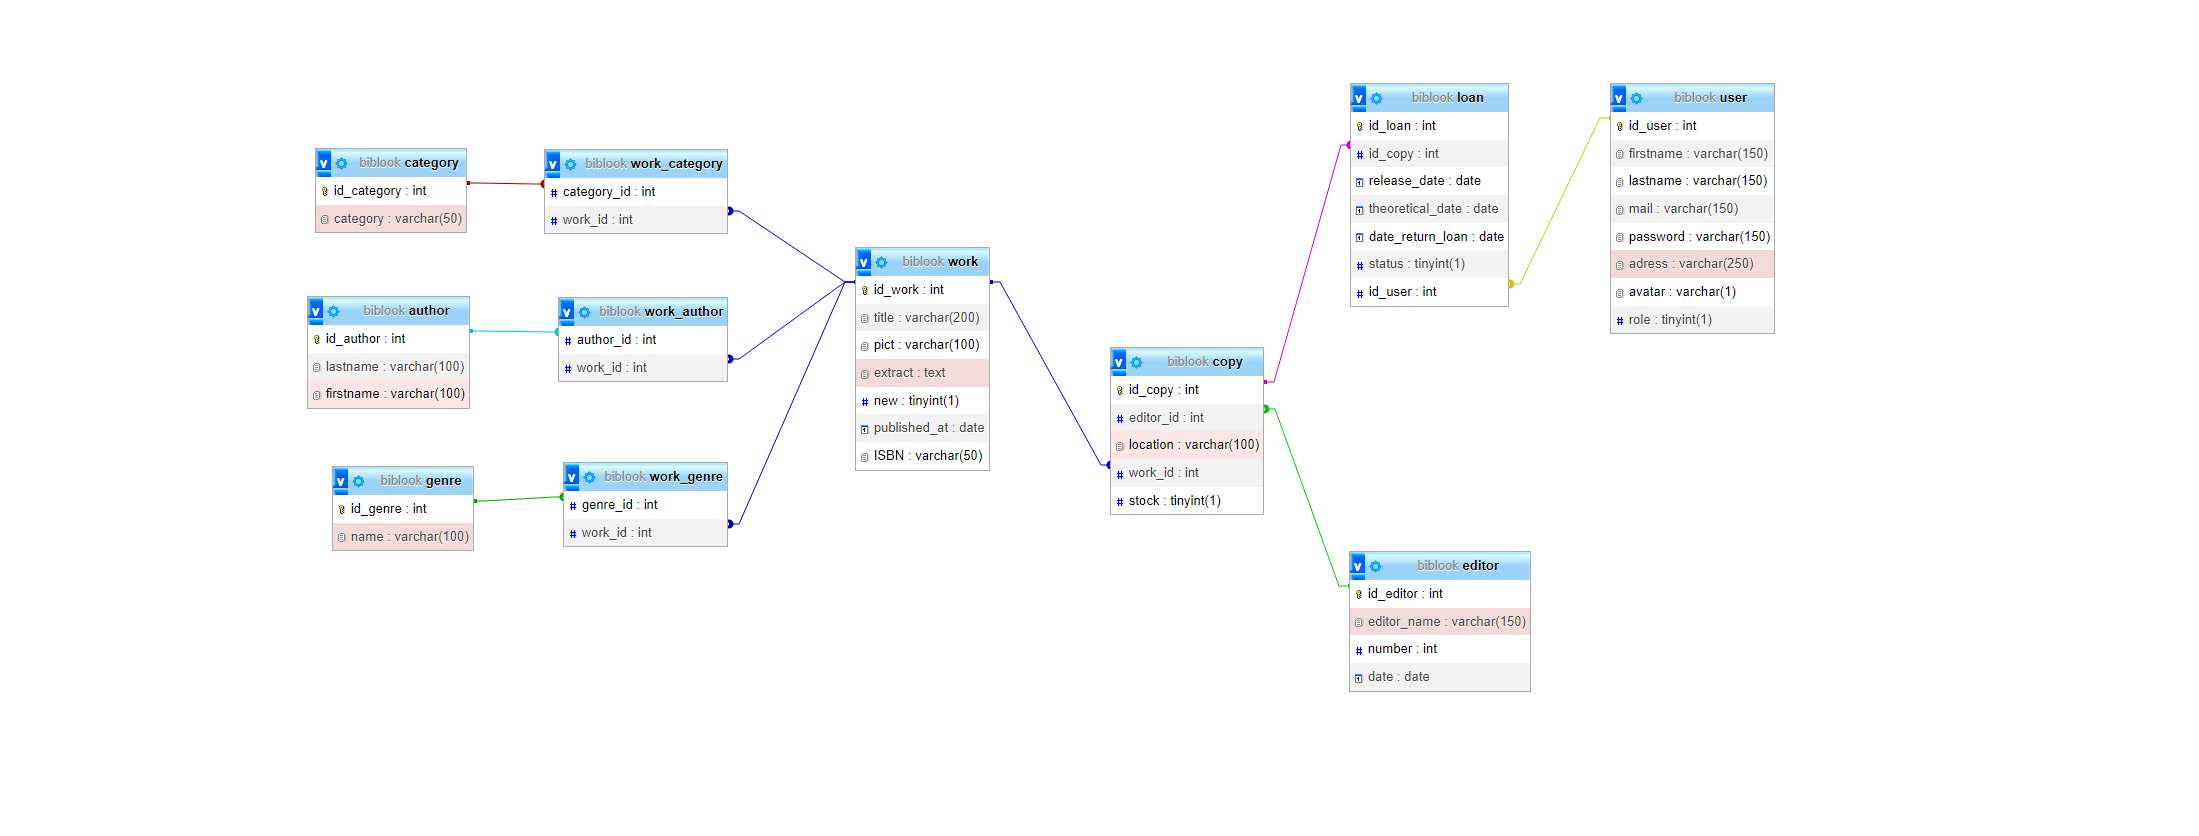 biblook category
id_category : int
category : varchar(50)
biblook work_category
category_id : int
work_id : int
biblook author
id_author : int
lastname : varchar(100)
firstname : varchar(100)
biblook work_author
author_id : int
work_id : int
biblook genre
id_genre : int
name : varchar(100)
biblook work_genre
genre_id : int
work_id : int
biblook work
id_work : int
title : varchar(200)
pict : varchar(100)
extract : text
new : tinyint(1)
published_at : date
ISBN : varchar(50)
biblook copy
id_copy : int
editor_id : int
location : varchar(100)
work_id : int
stock : tinyint(1)
biblook loan
id_loan : int
id_copy : int
release_date : date
theoretical_date : date
date_return_loan : date
status : tinyint(1)
id_user : int
biblook user
id_user : int
firstname : varchar(150)
lastname : varchar(150)
mail : varchar(150)
password : varchar(150)
adress : varchar(250)
avatar : varchar(1)
role : tinyint(1)
biblook editor
id_editor : int
editor_name : varchar(150)
number : int
date : date